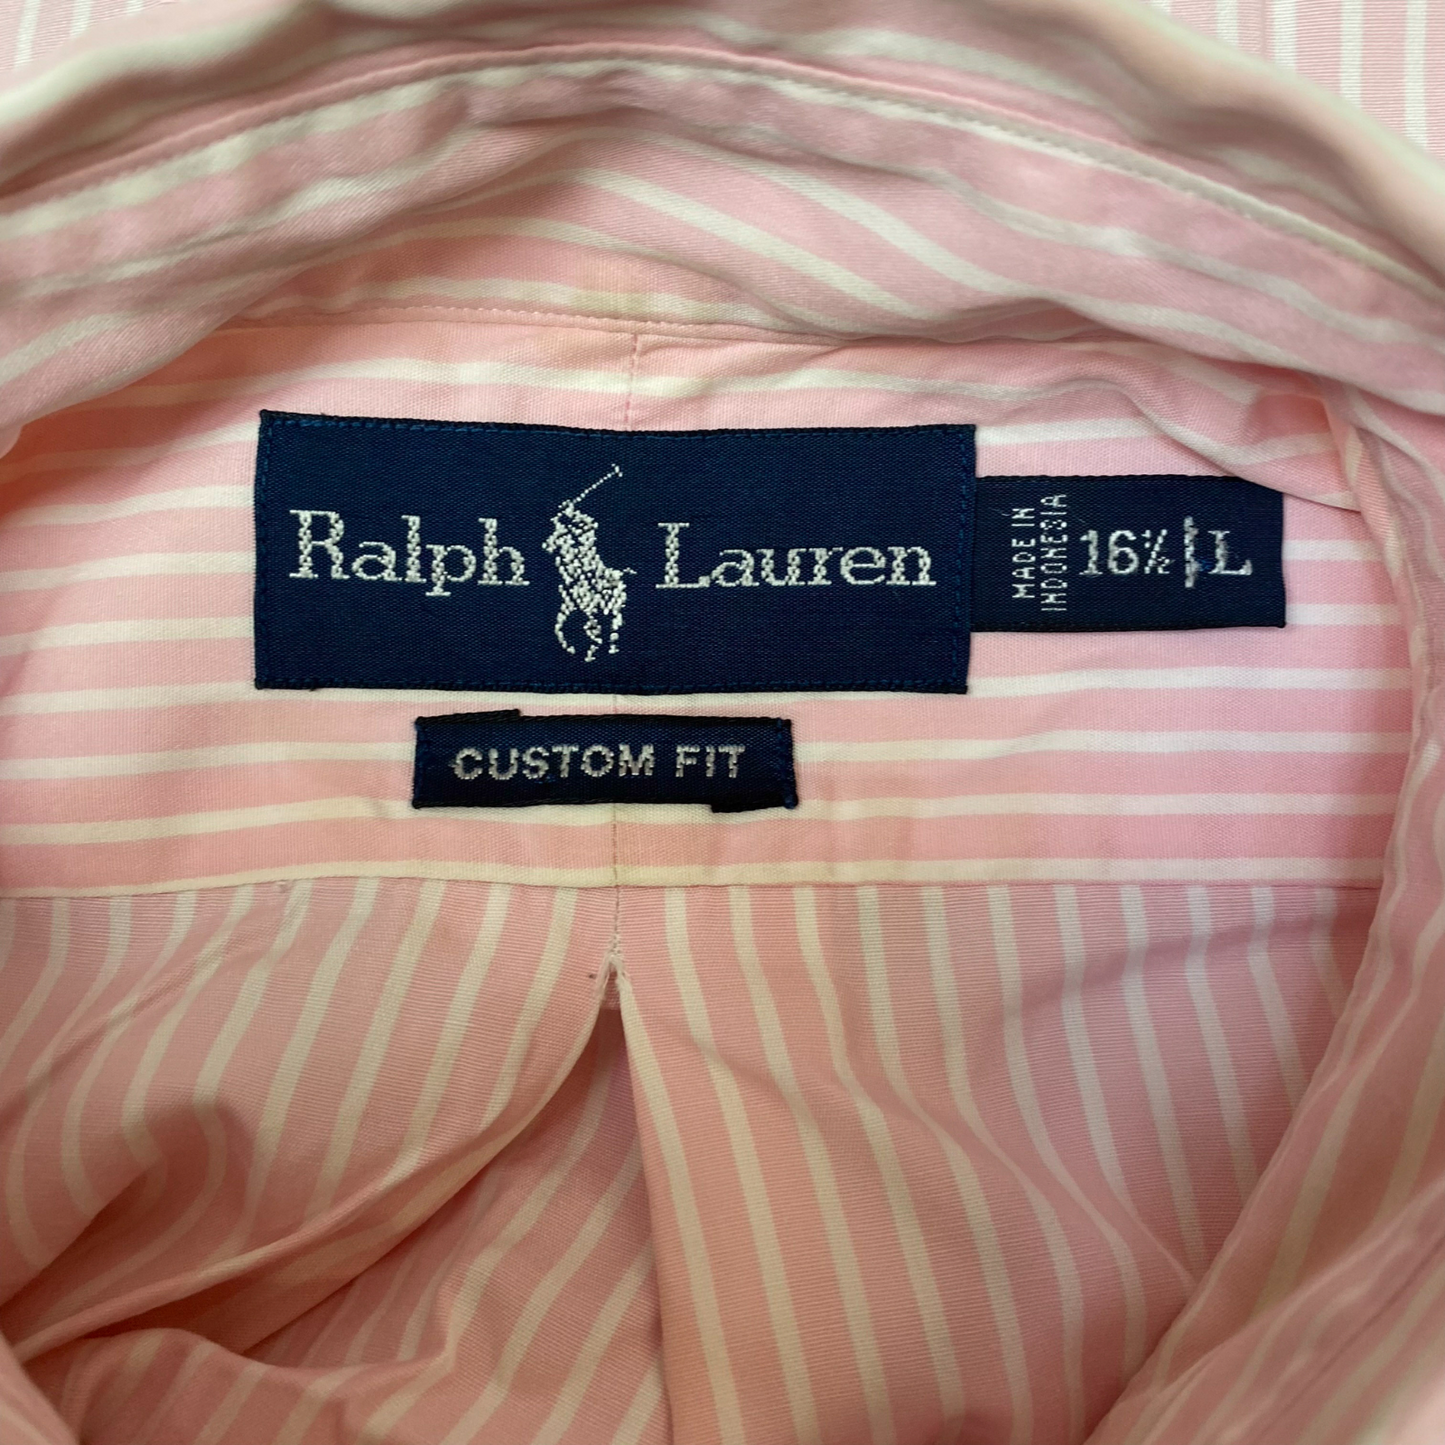 Ralph Lauren
MADE IN
INDONESIA
16½ L
CUSTOM FIT